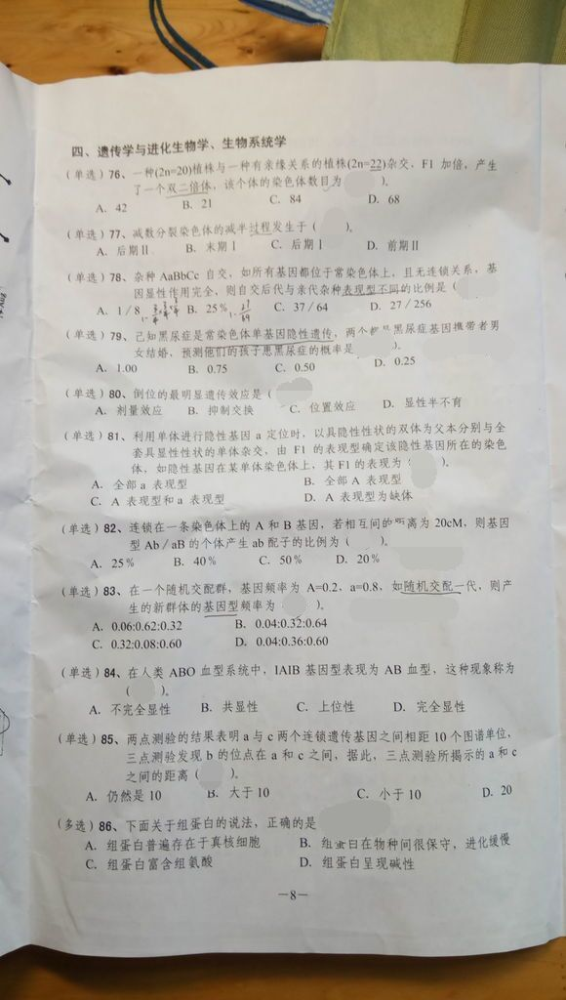 四、遗传学与进化生物学、生物系统学
(单选) 76、一种(2n=20)植株与一种有亲缘关系的植株(2n=22)杂交，F1 加倍，产生
了一个双二倍体，该个体的染色体数目为 )。
A．42 B．21 C．84 D．68
(单选) 77、减数分裂染色体的减半过程发生于 ( )。
A．后期Ⅱ B．末期Ⅰ C．后期Ⅰ D．前期Ⅱ
(单选) 78、杂种 AaBbCc 自交，如所有基因都位于常染色体上，且无连锁关系，基
因显性作用完全，则自交后代与亲代杂种表现型不同的比例是 (
A．1/8 B．25% C．37/64 D．27/256
(单选) 79、已知黑尿症是常染色体单基因隐性遗传，两个 黑尿症基因携带者男
女结婚，预测他们的孩子患黑尿症的概率是 )。
A．1.00 B．0.75 C．0.50 D．0.25
(单选) 80、倒位的最明显遗传效应是 (
A．剂量效应 B．抑制交换 C．位置效应 D．显性半不育
(单选) 81、利用单体进行隐性基因 a 定位时，以具隐性性状的双体为父本分别与全
套具显性性状的单体杂交，由 F1 的表现型确定该隐性基因所在的染色
体，如隐性基因在某单体染色体上，其 F1 的表现为 ( )。
A．全部 a 表现型 B．全部 A 表现型
C．A 表现型和 a 表现型 D．A 表现型为缺体
(单选) 82、连锁在一条染色体上的 A 和 B 基因，若相互间的距离为 20cM，则基因
型 Ab/aB 的个体产生 ab 配子的比例为 ( )。
A．25% B．40% C．50% D．20%
(单选) 83、在一个随机交配群，基因频率为 A=0.2，a=0.8，如随机交配一代，则产
生的新群体的基因型频率为 )。
A．0.06:0.62:0.32 B．0.04:0.32:0.64
C．0.32:0.08:0.60 D．0.04:0.36:0.60
(单选) 84、在人类 ABO 血型系统中，IAIB 基因型表现为 AB 血型，这种现象称为
( )。
A．不完全显性 B．共显性 C．上位性 D．完全显性
(单选) 85、两点测验的结果表明 a 与 c 两个连锁遗传基因之间相距 10 个图谱单位，
三点测验发现 b 的位点在 a 和 c 之间，据此，三点测验所揭示的 a 和 c
之间的距离 ( )。
A．仍然是 10 B．大于 10 C．小于 10 D．20
(多选) 86、下面关于组蛋白的说法，正确的是
A．组蛋白普遍存在于真核细胞 B．组蛋白在物种间很保守，进化缓慢
C．组蛋白富含组氨酸 D．组蛋白呈现碱性
—8—